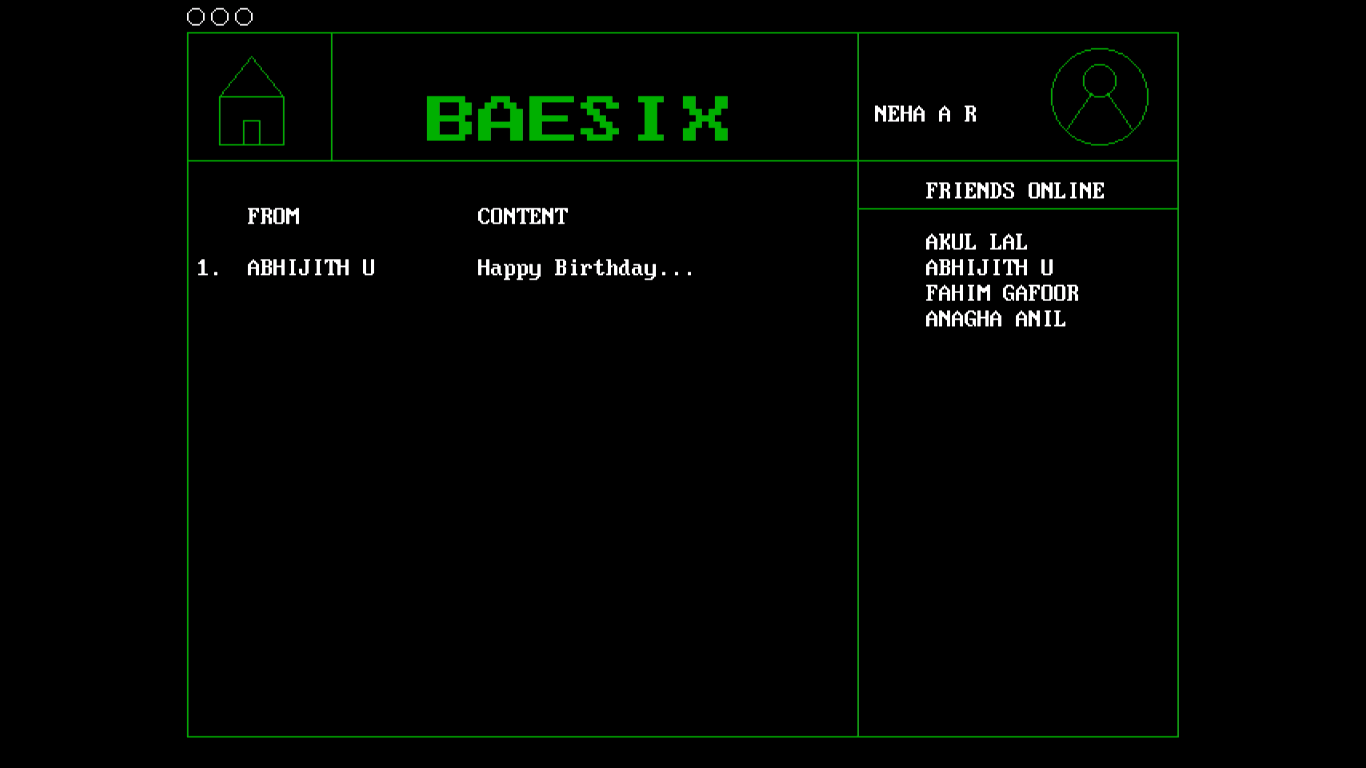 BAESIX
NEHA A R
FROM CONTENT
1. ABHIJITH U Happy Birthday...
FRIENDS ONLINE
AKUL LAL
ABHIJITH U
FAHIM GAFOOR
ANAGHA ANIL